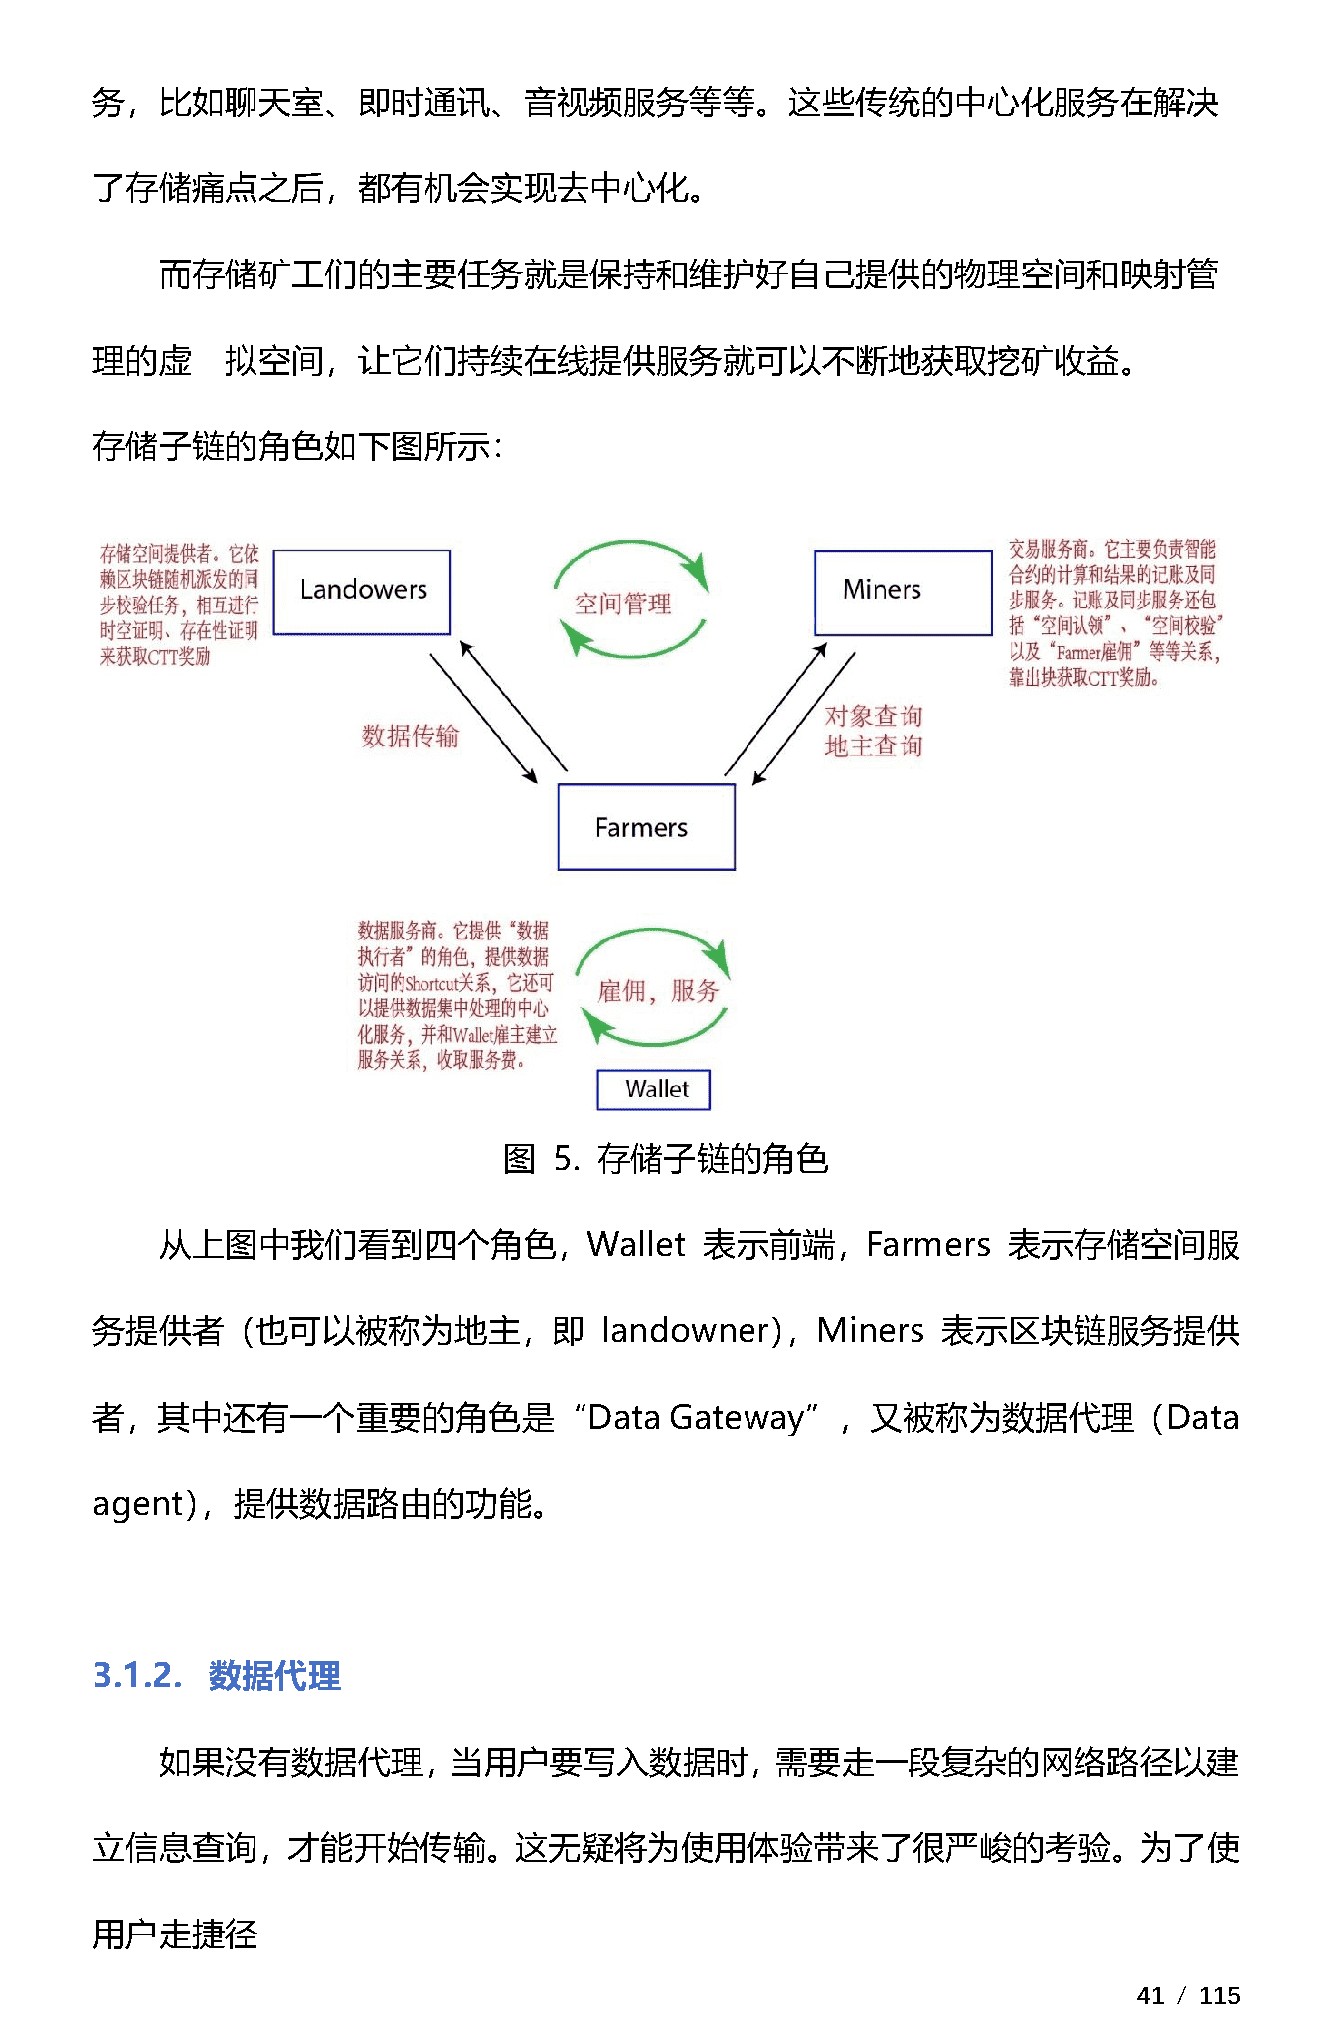 务，比如聊天室、即时通讯、音视频服务等等。这些传统的中心化服务在解决
了存储痛点之后，都有机会实现去中心化。
而存储矿工们的主要任务就是保持和维护好自己提供的物理空间和映射管
理的虚 拟空间，让它们持续在线提供服务就可以不断地获取挖矿收益。
存储子链的角色如下图所示：
存储空间提供者。它依
赖区块链随机派发的同
步校验任务，相互进行
时空证明、存在性证明
来获取CTT奖励
Landowers
空间管理
Miners
交易服务商。它主要负责智能
合约的计算和结果的记账及同
步服务。记账及同步服务还包
括“空间认领”、“空间校验”
以及“Farmer雇佣”等等关系，
靠出块获取CTT奖励。
数据传输
对象查询
地主查询
Farmers
数据服务商。它提供“数据
执行者”的角色，提供数据
访问的Shortcut关系，它还可
以提供数据集中处理的中心
化服务，并和Wallet雇主建立
服务关系，收取服务费。
雇佣，服务
Wallet
图 5. 存储子链的角色
从上图中我们看到四个角色，Wallet 表示前端，Farmers 表示存储空间服
务提供者（也可以被称为地主，即 landowner），Miners 表示区块链服务提供
者，其中还有一个重要的角色是“Data Gateway”，又被称为数据代理（Data
agent），提供数据路由的功能。
3.1.2. 数据代理
如果没有数据代理，当用户要写入数据时，需要走一段复杂的网络路径以建
立信息查询，才能开始传输。这无疑将为使用体验带来了很严峻的考验。为了使
用户走捷径
41 / 115